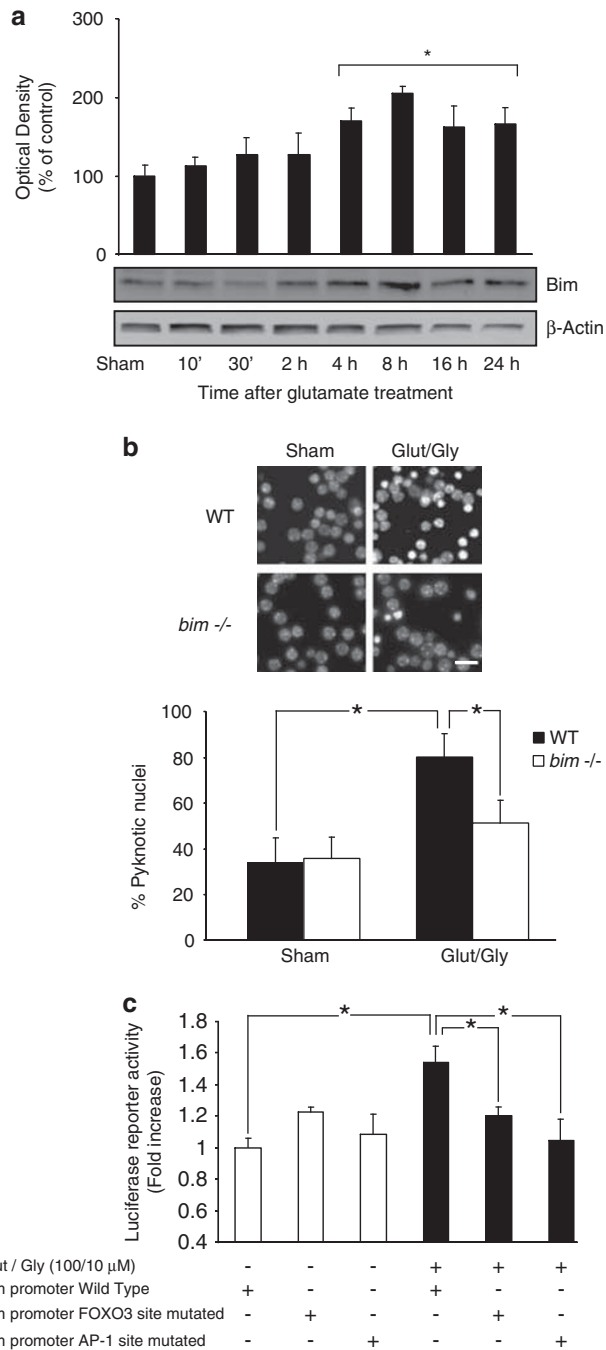 a
300
200
100
0
Optical Density
(% of control)
*
Bim
β-Actin
Sham 10' 30' 2 h 4 h 8 h 16 h 24 h
Time after glutamate treatment
b
Sham Glut/Gly
WT
bim -/-
100
80
60
40
20
0
% Pyknotic nuclei
* *
WT
bim -/-
Sham Glut/Gly
c
1.8
1.6
1.4
1.2
1
0.8
0.6
0.4
Luciferase reporter activity
(Fold increase)
* * *
ut / Gly (100/10 μM) - - - + + +
m promoter Wild Type + - - + - -
m promoter FOXO3 site mutated - + - - + -
m promoter AP-1 site mutated - - + - - +